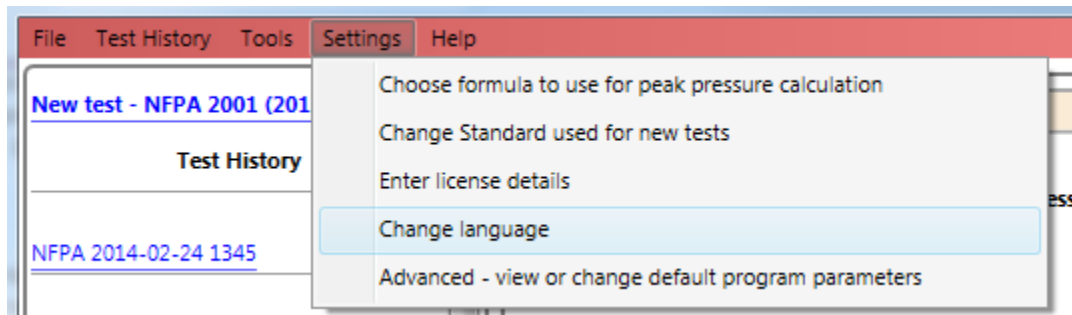 File Test History Tools Settings Help
Choose formula to use for peak pressure calculation
New test - NFPA 2001 (201
Change Standard used for new tests
Test History
Enter license details
Change language
NFPA 2014-02-24 1345
Advanced - view or change default program parameters